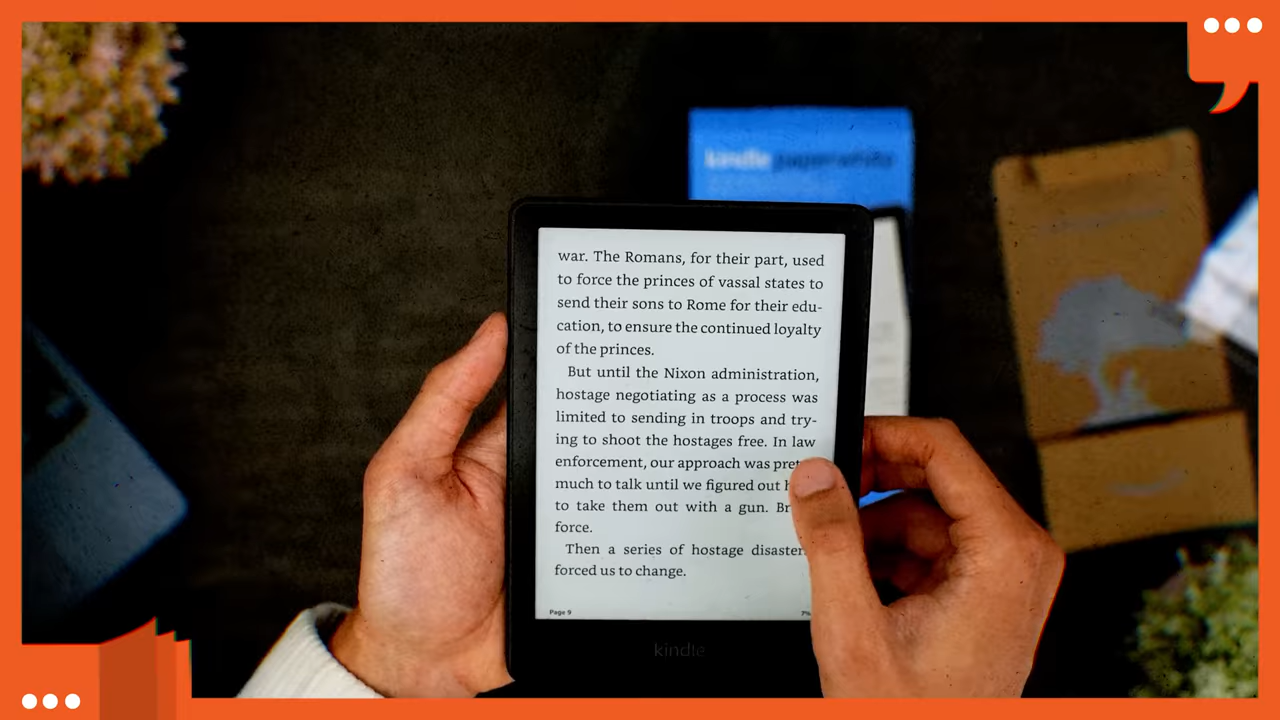 kindle paperwhite
war. The Romans, for their part, used
to force the princes of vassal states to
send their sons to Rome for their edu-
cation, to ensure the continued loyalty
of the princes.
But until the Nixon administration,
hostage negotiating as a process was
limited to sending in troops and try-
ing to shoot the hostages free. In law
enforcement, our approach was
much to talk until we figured out
to take them out with a gun.
force.
Then a series of hostage
forced us to change.
Page 9
kindle